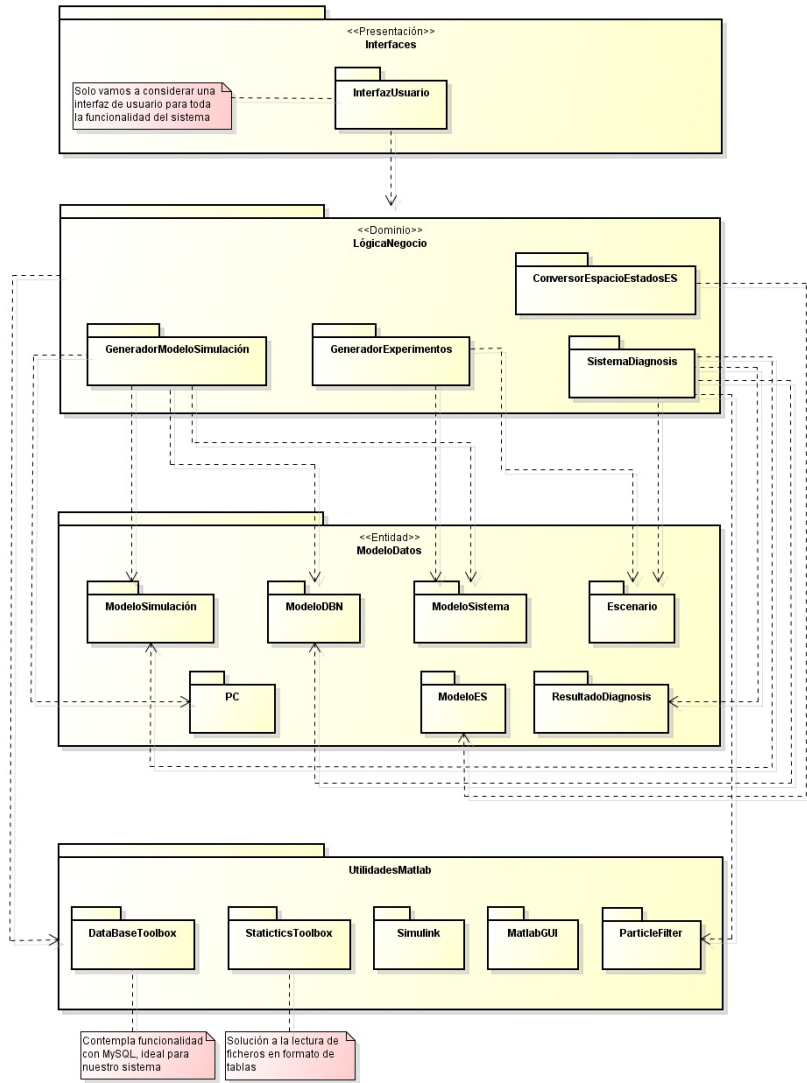 <<Presentación>>
Interfaces
Solo vamos a considerar una
interfaz de usuario para toda
la funcionalidad del sistema
InterfazUsuario
<<Dominio>>
LógicaNegocio
ConversorEspacioEstadosES
GeneradorModeloSimulación
GeneradorExperimentos
SistemaDiagnosis
<<Entidad>>
ModeloDatos
ModeloSimulación
ModeloDBN
ModeloSistema
Escenario
PC
ModeloES
ResultadoDiagnosis
UtilidadesMatlab
DataBaseToolbox
StaticticsToolbox
Simulink
MatlabGUI
ParticleFilter
Contempla funcionalidad
con MySQL, ideal para
nuestro sistema
Solución a la lectura de
ficheros en formato de
tablas